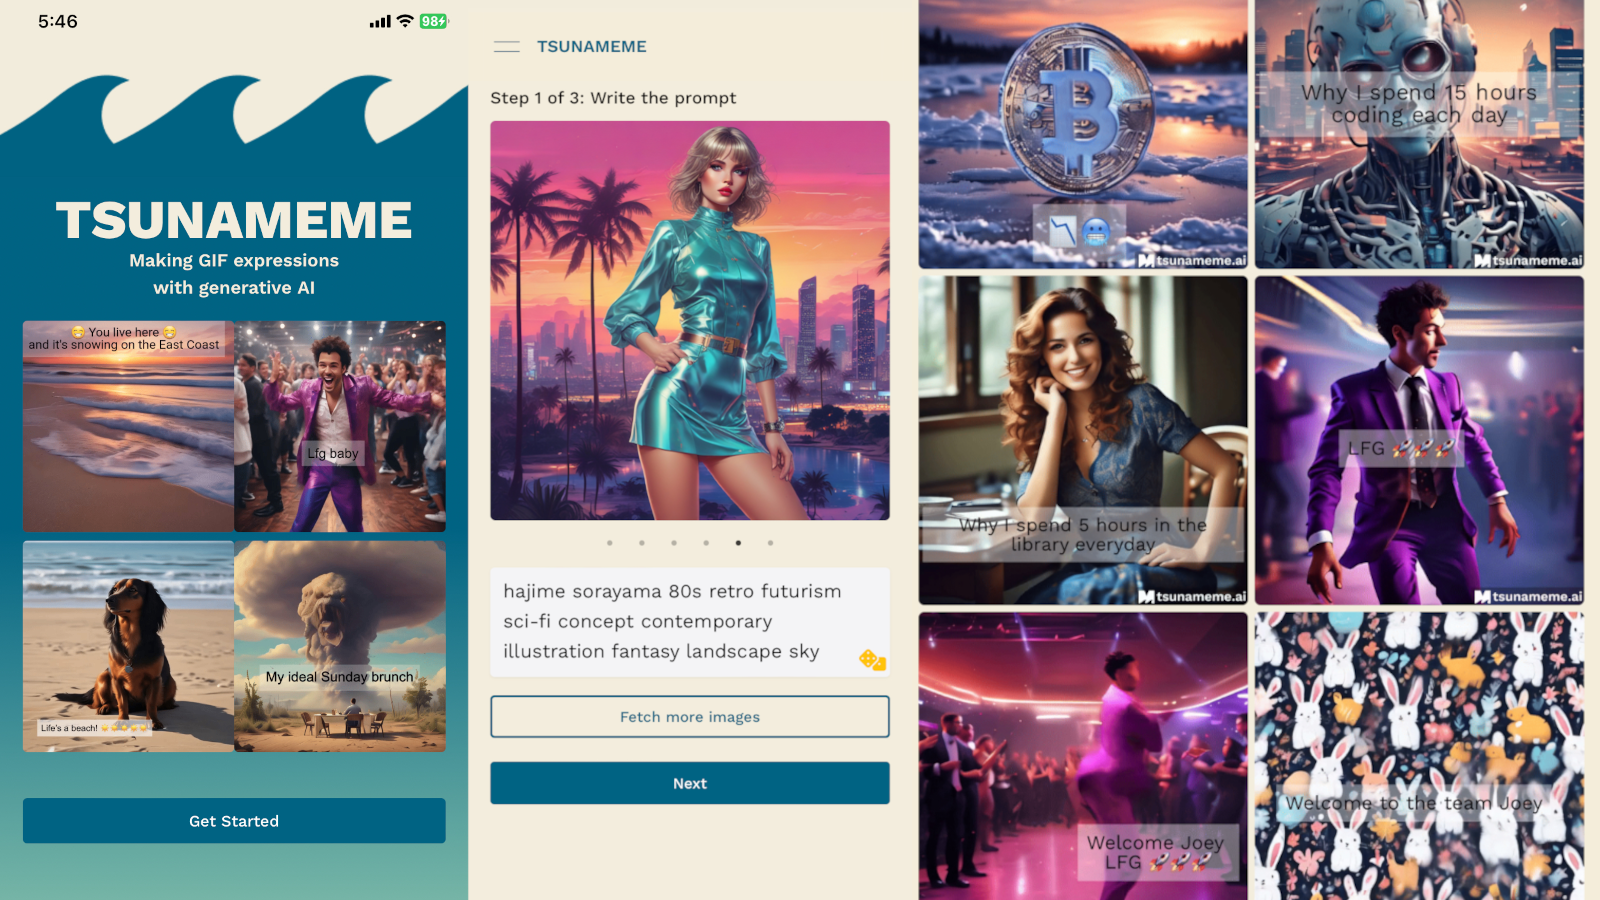 5:46
98
TSUNAMEME
Making GIF expressions
with generative AI
😁 You live here 😁
and it's snowing on the East Coast
Lfg baby
Life's a beach!
My ideal Sunday brunch
Get Started
TSUNAMEME
Step 1 of 3: Write the prompt
hajime sorayama 80s retro futurism
sci-fi concept contemporary
illustration fantasy landscape sky
Fetch more images
Next
📉🥶
tsunameme.ai
Why I spend 15 hours
coding each day
tsunameme.ai
Why I spend 5 hours in the
library everyday
LFG 🚀🚀🚀
tsunameme.ai
Welcome Joey
LFG 🚀🚀🚀
Welcome to the team Joey